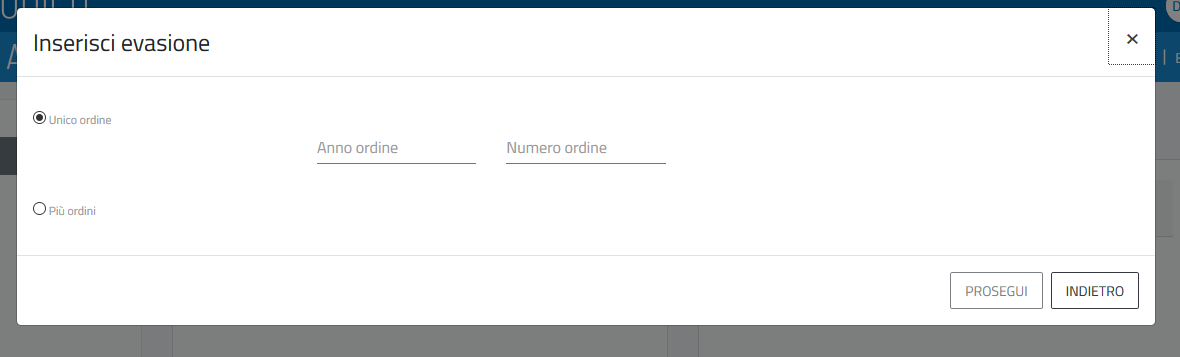 Inserisci evasione
×
Unico ordine
Anno ordine Numero ordine
Più ordini
PROSEGUI INDIETRO